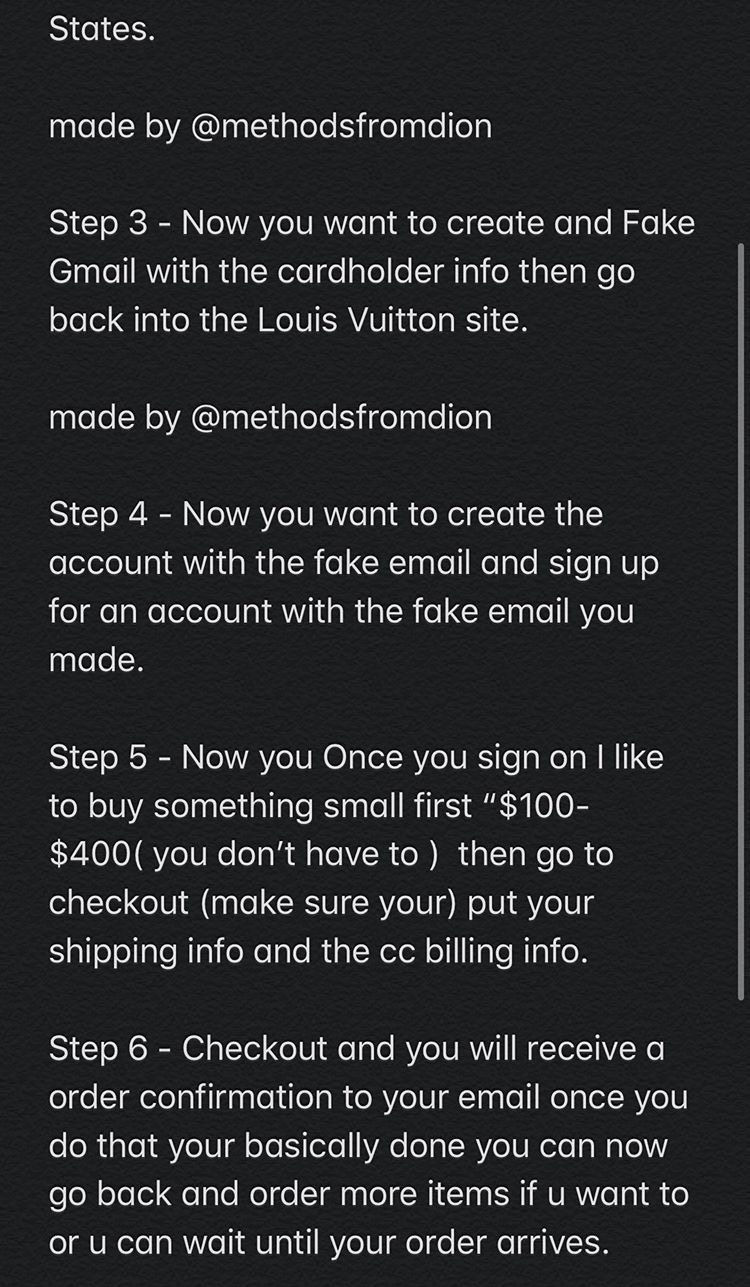 States.
made by @methodsfromdion
Step 3 - Now you want to create and Fake
Gmail with the cardholder info then go
back into the Louis Vuitton site.
made by @methodsfromdion
Step 4 - Now you want to create the
account with the fake email and sign up
for an account with the fake email you
made.
Step 5 - Now you Once you sign on I like
to buy something small first “$100-
$400( you don’t have to )  then go to
checkout (make sure your) put your
shipping info and the cc billing info.
Step 6 - Checkout and you will receive a
order confirmation to your email once you
do that your basically done you can now
go back and order more items if u want to
or u can wait until your order arrives.